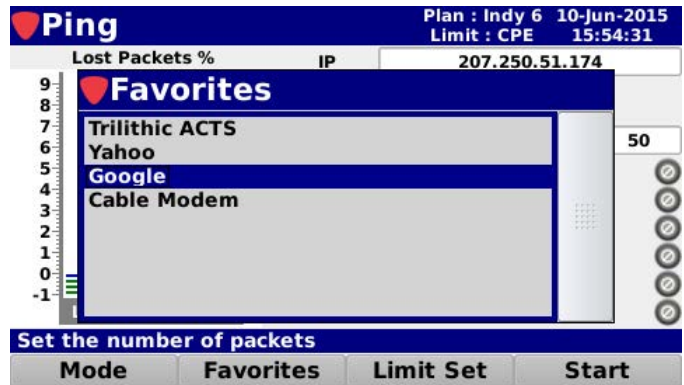 Ping
Plan : Indy 6 10-Jun-2015
Limit : CPE 15:54:31
Lost Packets %
IP
207.250.51.174
Favorites
Trilithic ACTS
Yahoo
Google
Cable Modem
50
9
8
7
6
5
4
3
2
1
0
-1
Set the number of packets
Mode Favorites Limit Set Start